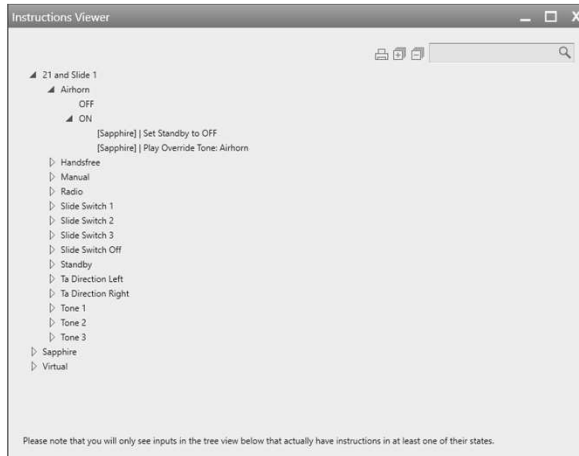 Instructions Viewer
21 and Slide 1
Airhorn
OFF
ON
[Sapphire] | Set Standby to OFF
[Sapphire] | Play Override Tone: Airhorn
Handsfree
Manual
Radio
Slide Switch 1
Slide Switch 2
Slide Switch 3
Slide Switch Off
Standby
Ta Direction Left
Ta Direction Right
Tone 1
Tone 2
Tone 3
Sapphire
Virtual
Please note that you will only see inputs in the tree view below that actually have instructions in at least one of their states.